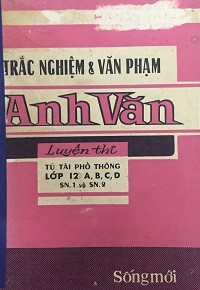 TRẮC NGHIỆM & VĂN PHẠM
Anh Văn
Luyện thi
TÚ TÀI PHỔ THÔNG
LỚP 12 A, B, C, D
SN. 1 và SN. 2
Sóngmới